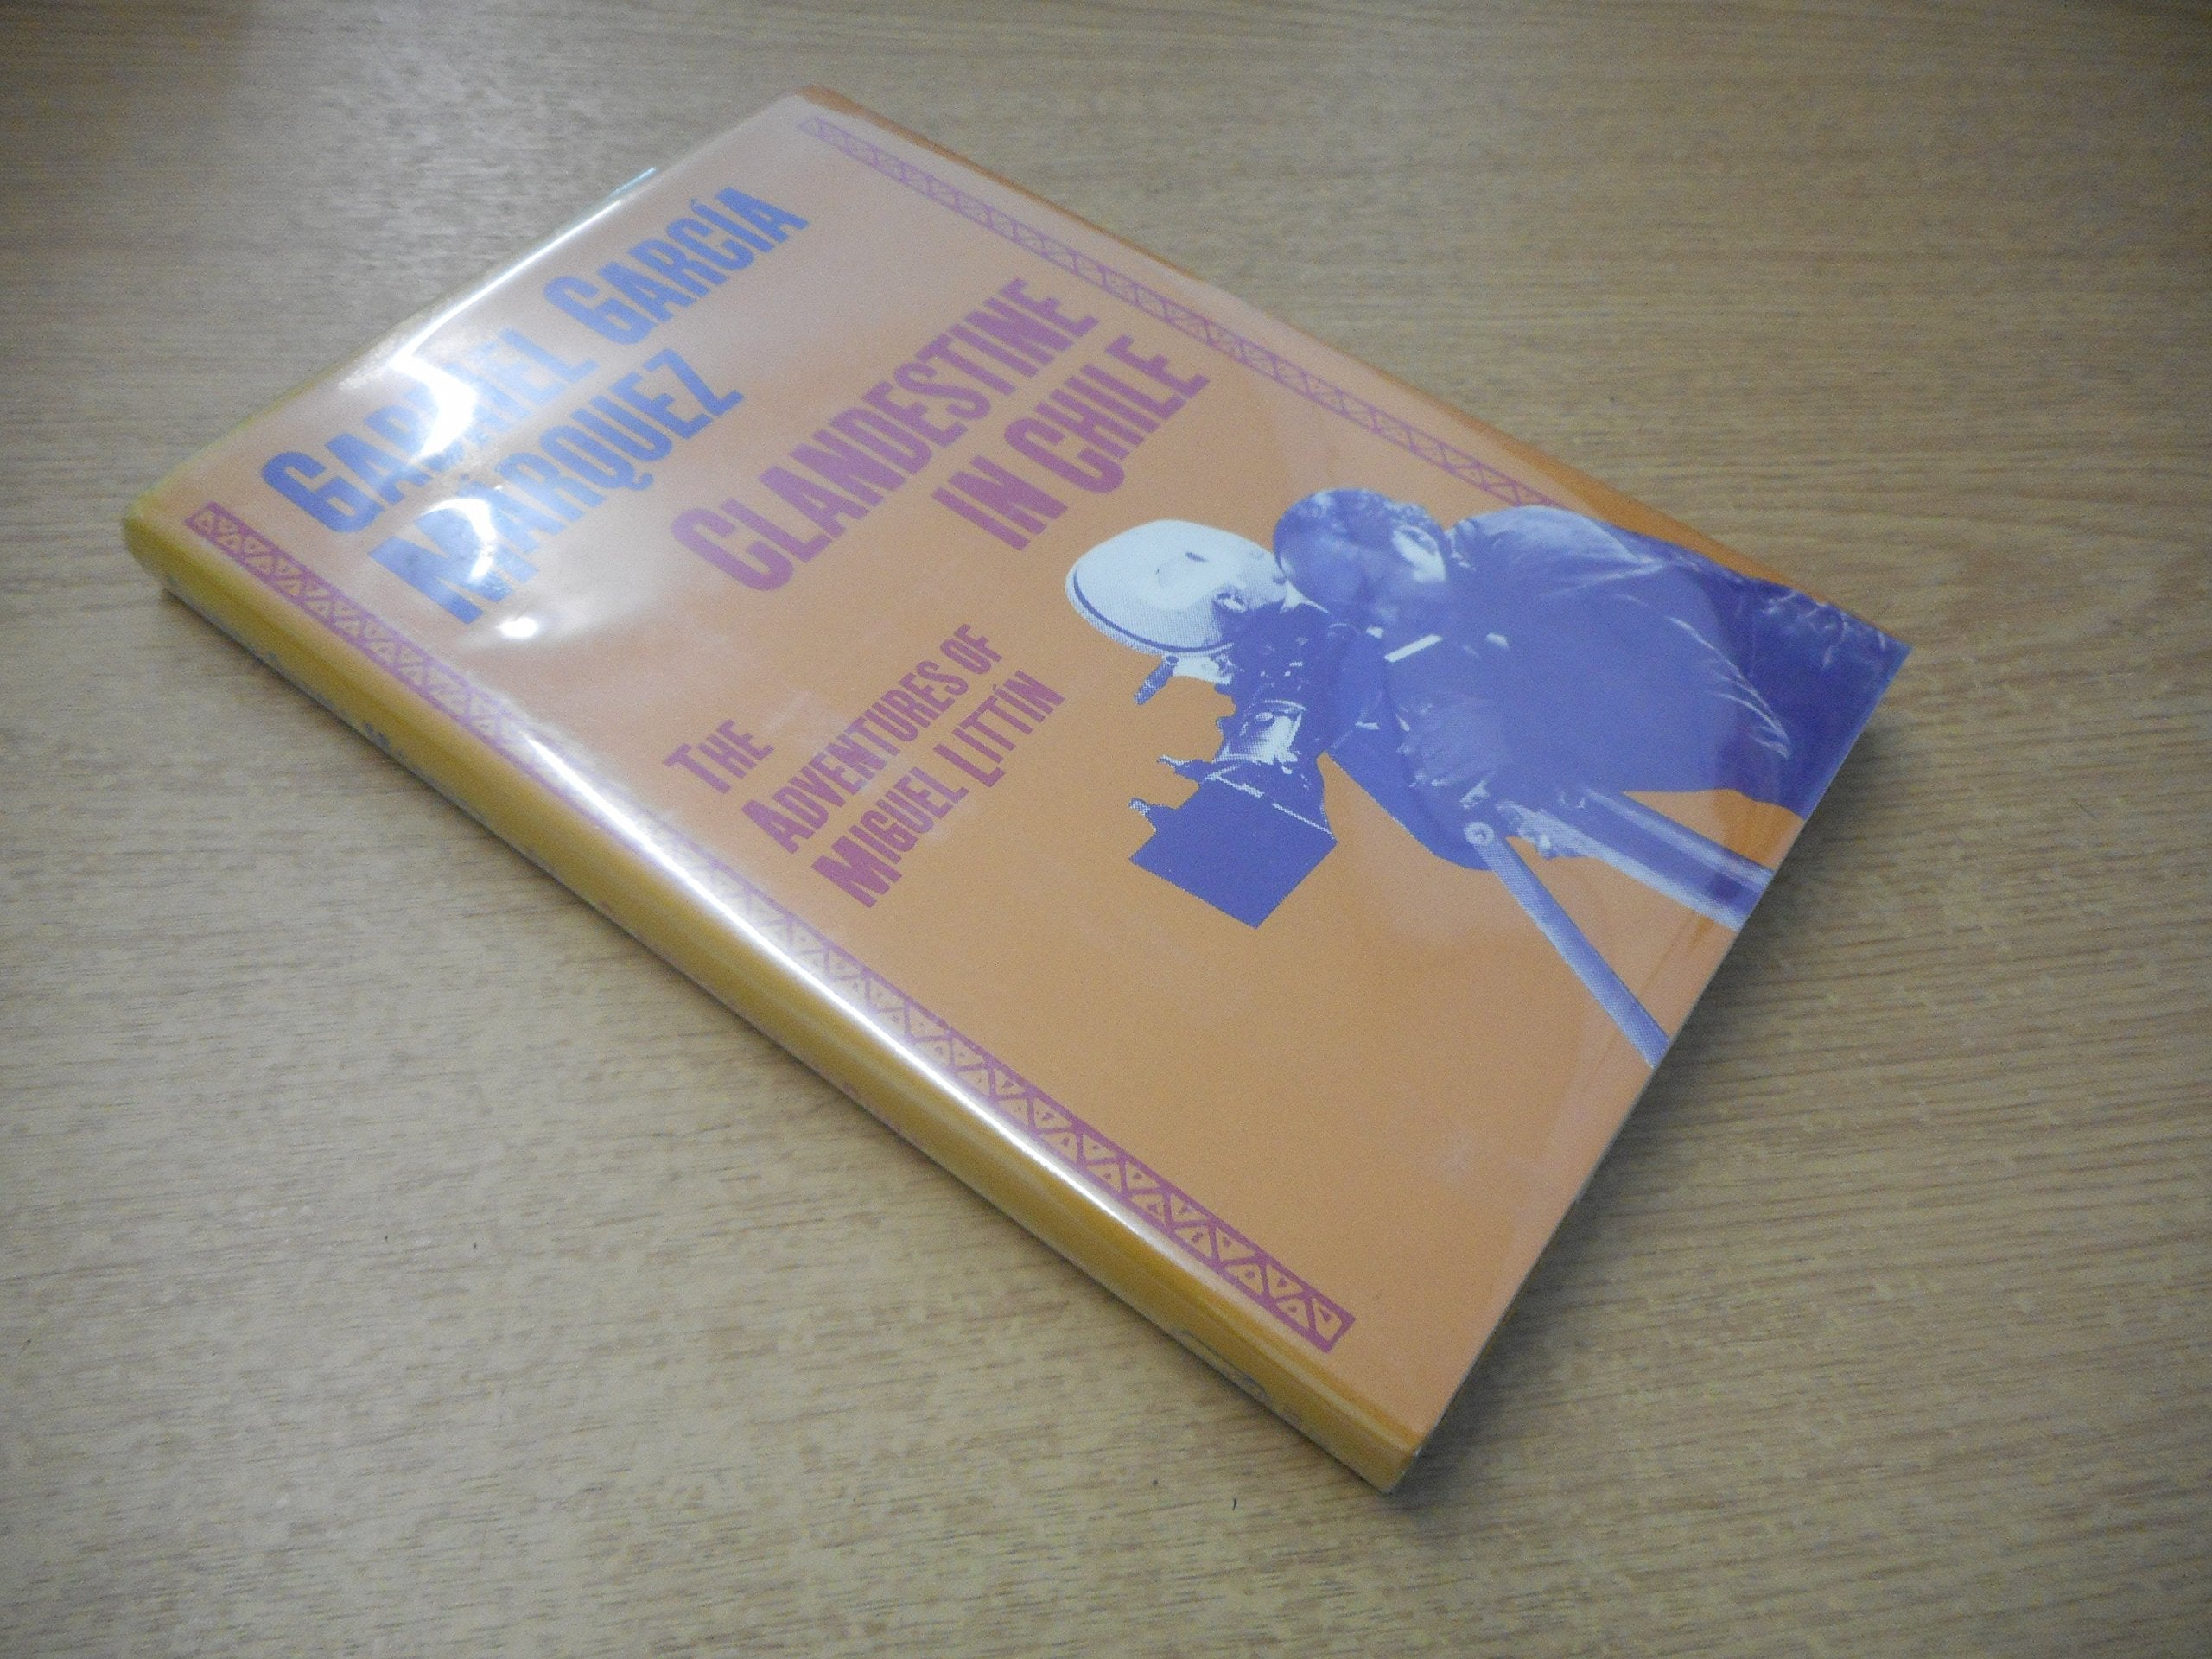 GABRIEL GARCÍA
MÁRQUEZ
CLANDESTINE
IN CHILE
THE
ADVENTURES OF
MIGUEL LITTÍN